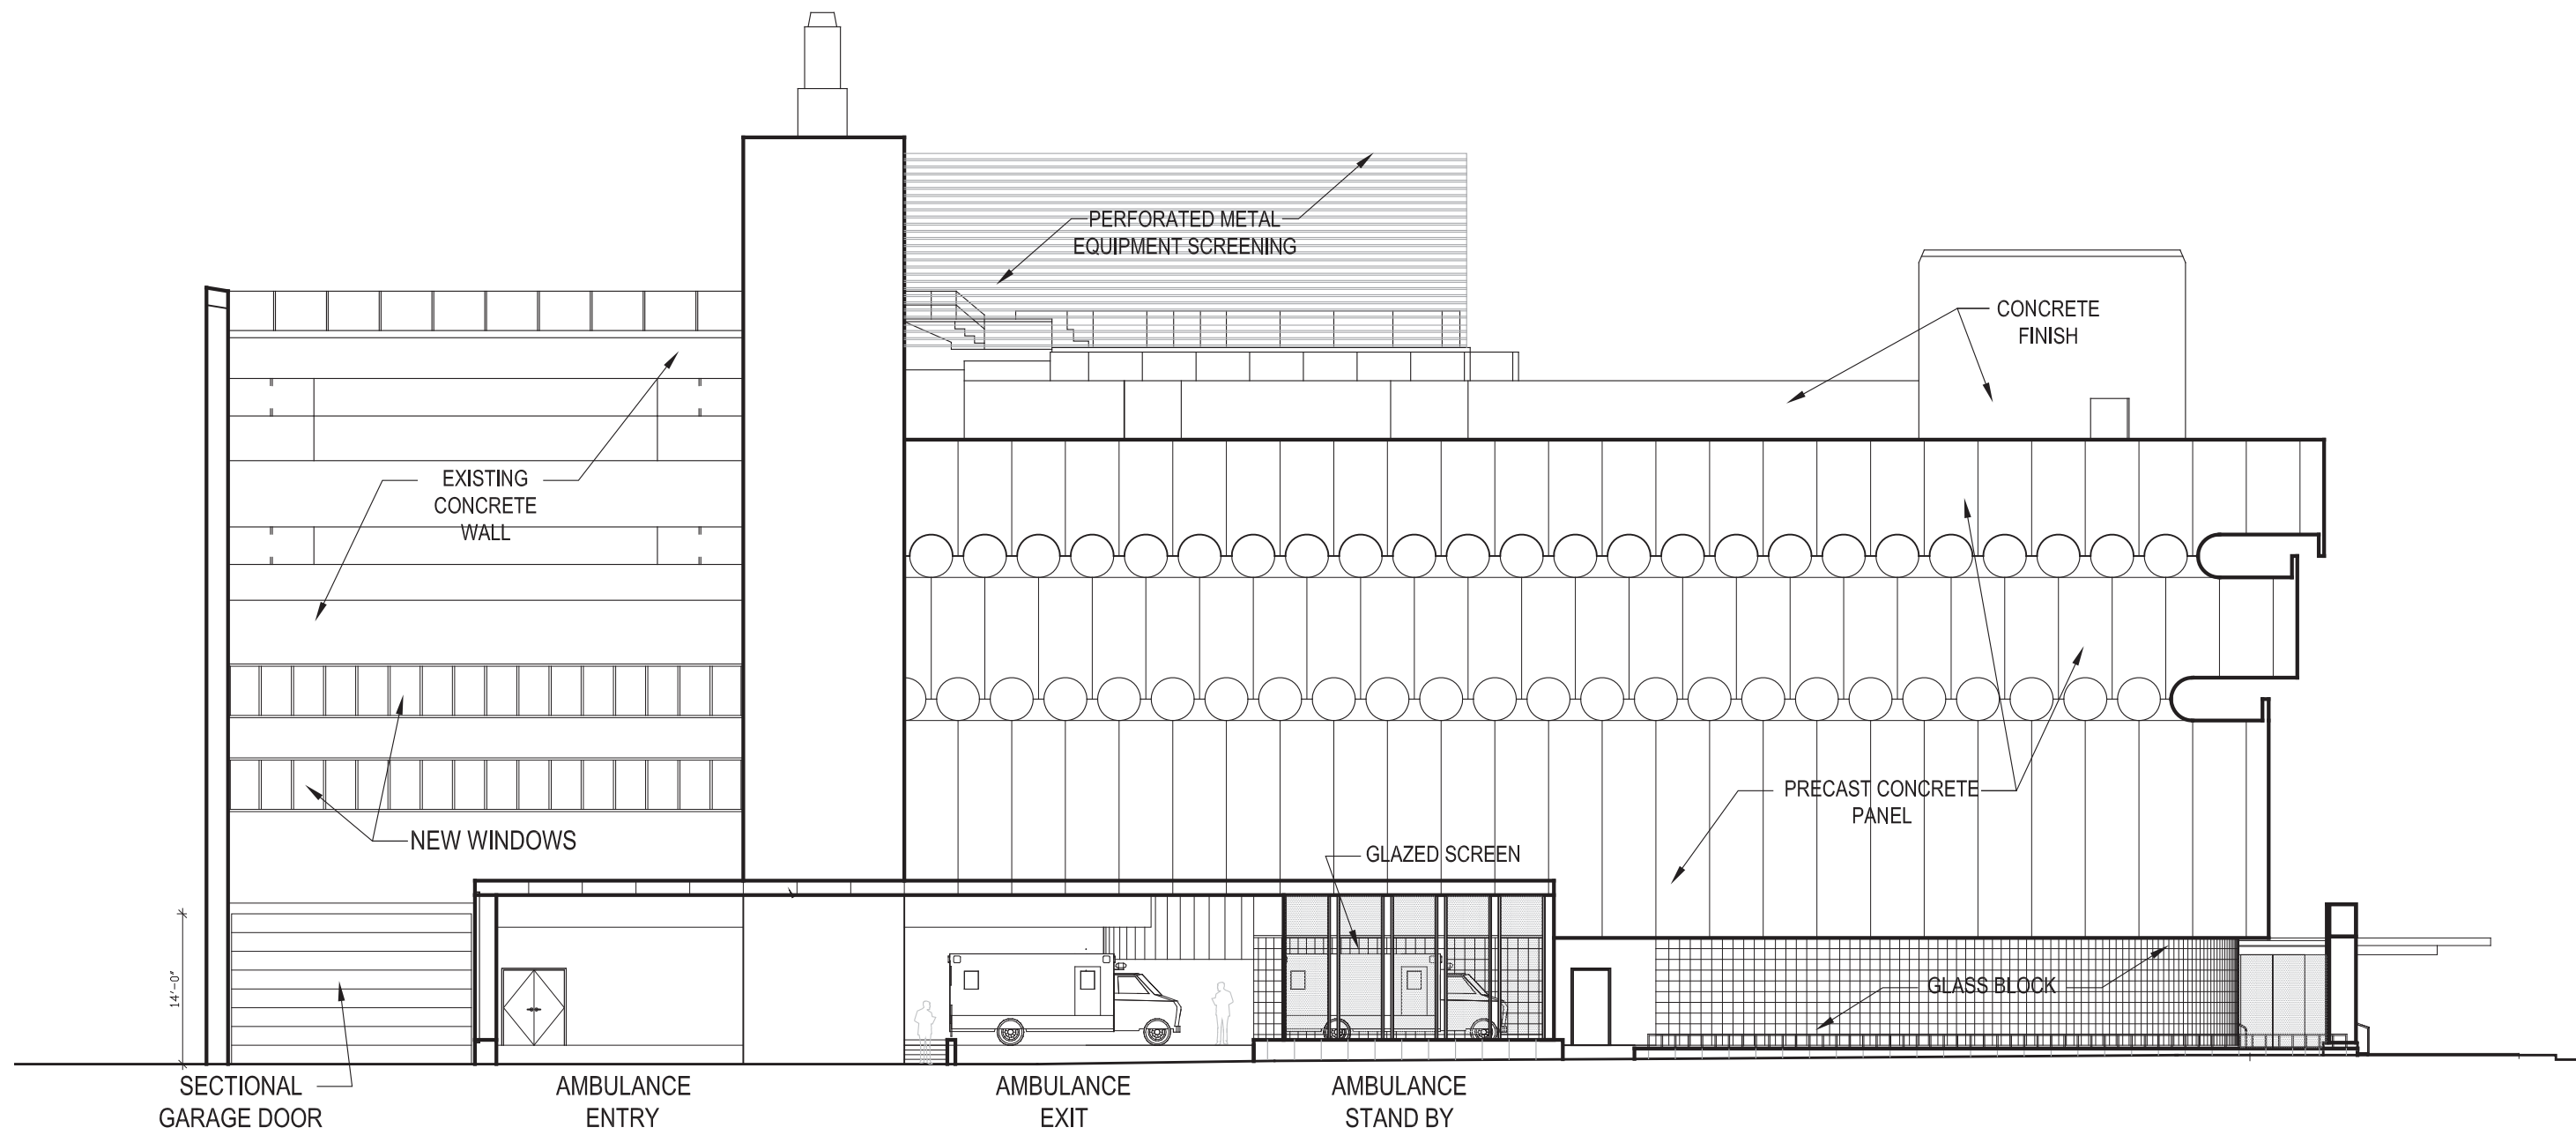 PERFORATED METAL
EQUIPMENT SCREENING
CONCRETE
FINISH
EXISTING
CONCRETE
WALL
PRECAST CONCRETE
PANEL
NEW WINDOWS
GLAZED SCREEN
GLASS BLOCK
14'-0"
SECTIONAL
GARAGE DOOR
AMBULANCE
ENTRY
AMBULANCE
EXIT
AMBULANCE
STAND BY